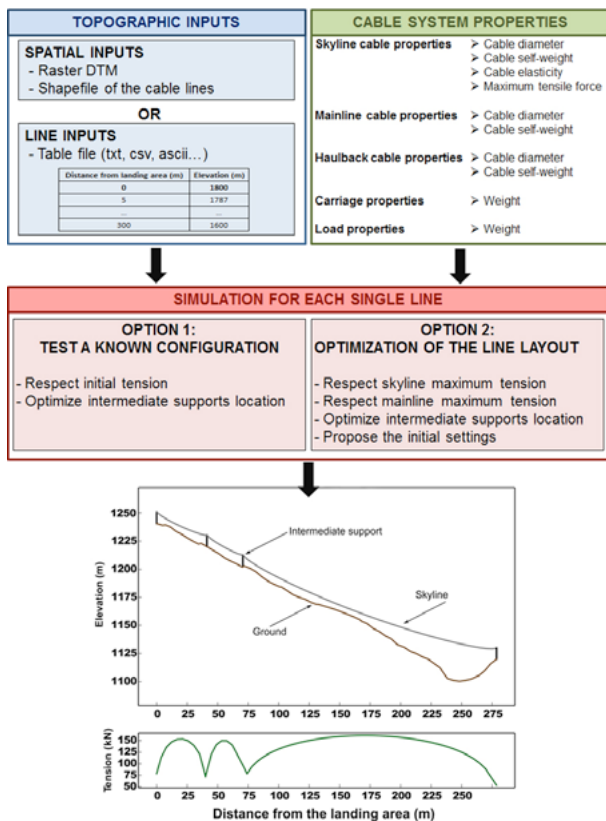 TOPOGRAPHIC INPUTS
SPATIAL INPUTS
- Raster DTM
- Shapefile of the cable lines
OR
LINE INPUTS
- Table file (txt, csv, ascii...)
Distance from landing area (m) Elevation (m)
0 1800
5 1787
... ...
300 1600
CABLE SYSTEM PROPERTIES
Skyline cable properties ➢ Cable diameter
➢ Cable self-weight
➢ Cable elasticity
➢ Maximum tensile force
Mainline cable properties ➢ Cable diameter
➢ Cable self-weight
Haulback cable properties ➢ Cable diameter
➢ Cable self-weight
Carriage properties ➢ Weight
Load properties ➢ Weight
SIMULATION FOR EACH SINGLE LINE
OPTION 1:
TEST A KNOWN CONFIGURATION
- Respect initial tension
- Optimize intermediate supports location
OPTION 2:
OPTIMIZATION OF THE LINE LAYOUT
- Respect skyline maximum tension
- Respect mainline maximum tension
- Optimize intermediate supports location
- Propose the initial settings
Elevation (m)
1250
1225
1200
1175
1150
1125
1100
Intermediate support
Skyline
Ground
0 25 50 75 100 125 150 175 200 225 250 275
Tension (kN)
150
125
100
75
50
0 25 50 75 100 125 150 175 200 225 250
Distance from the landing area (m)